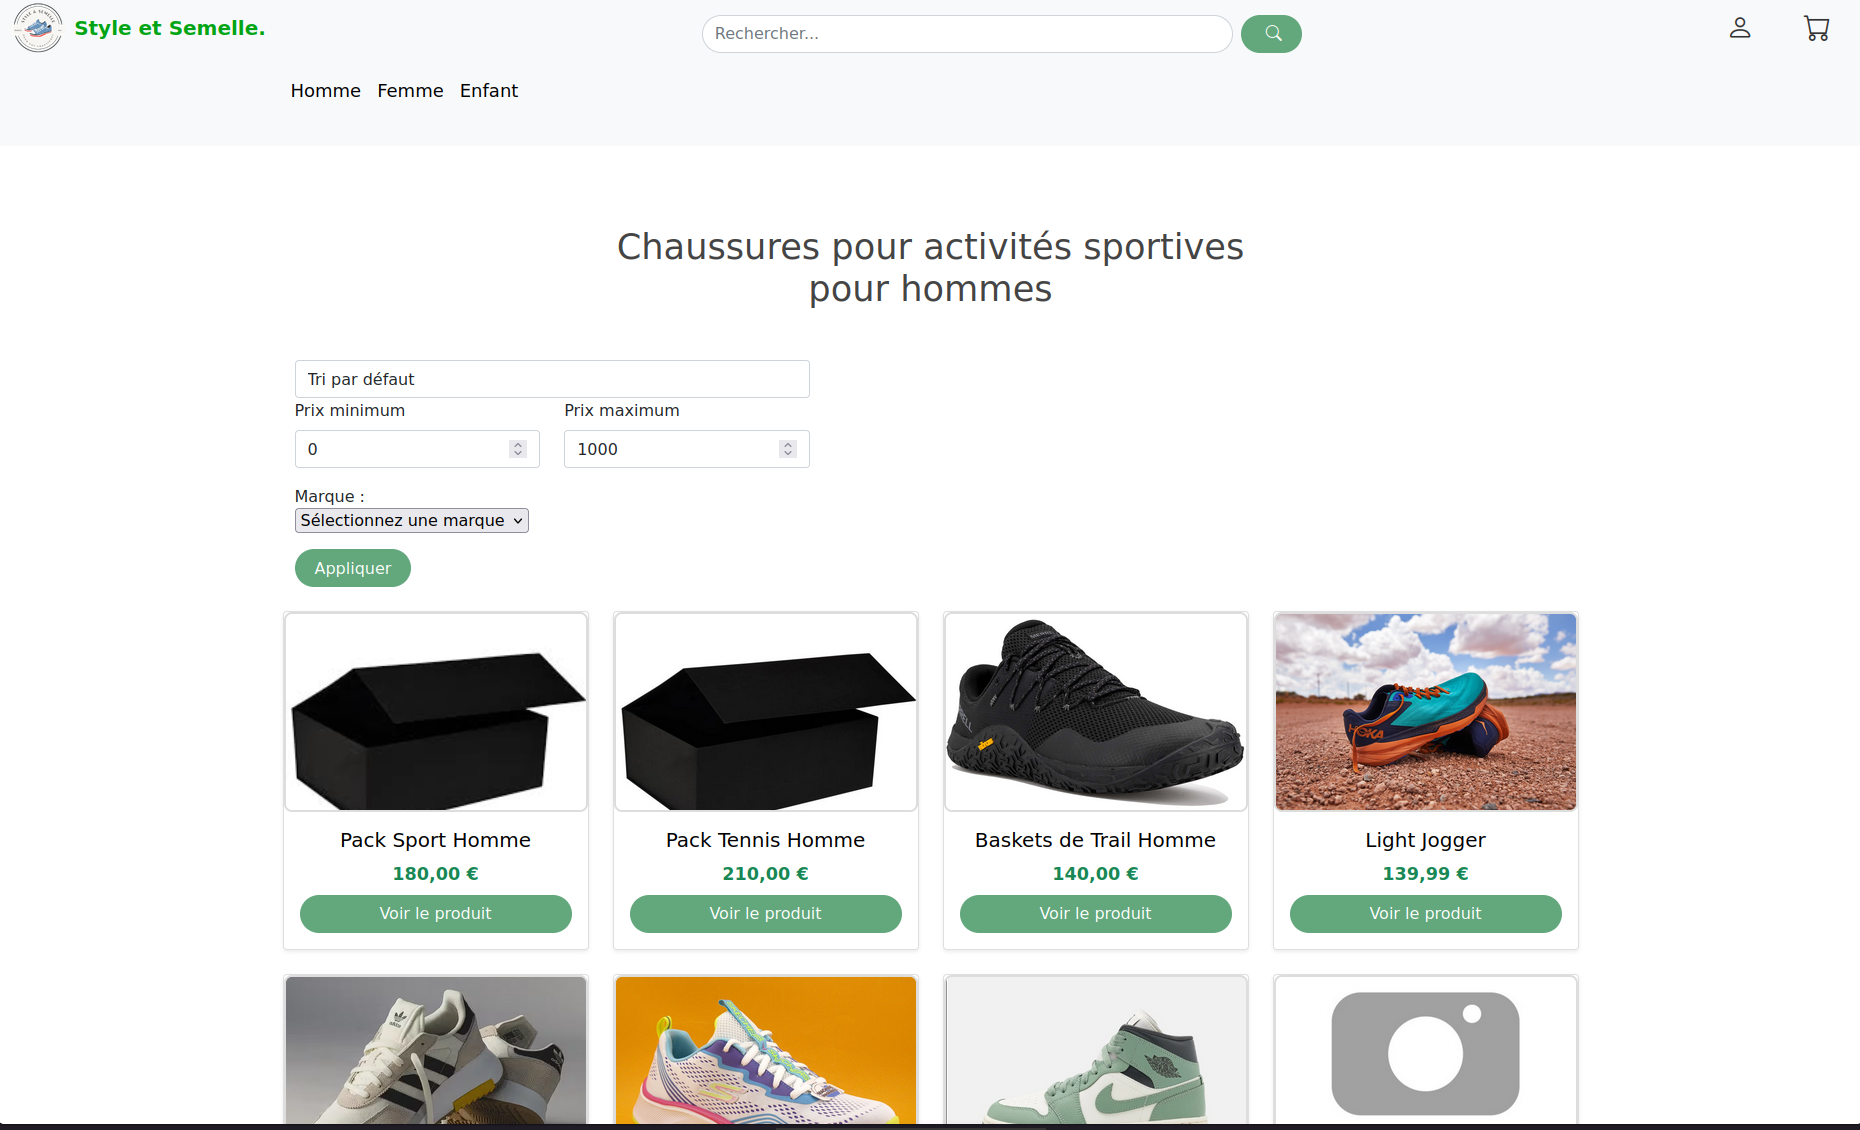 STYLE & SEMELLE
Style et Semelle.
Rechercher...
Homme Femme Enfant
Chaussures pour activités sportives
pour hommes
Tri par défaut
Prix minimum Prix maximum
0 1000
Marque :
Sélectionnez une marque
Appliquer
HOKA
Pack Sport Homme Pack Tennis Homme Baskets de Trail Homme Light Jogger
180,00 € 210,00 € 140,00 € 139,99 €
Voir le produit Voir le produit Voir le produit Voir le produit